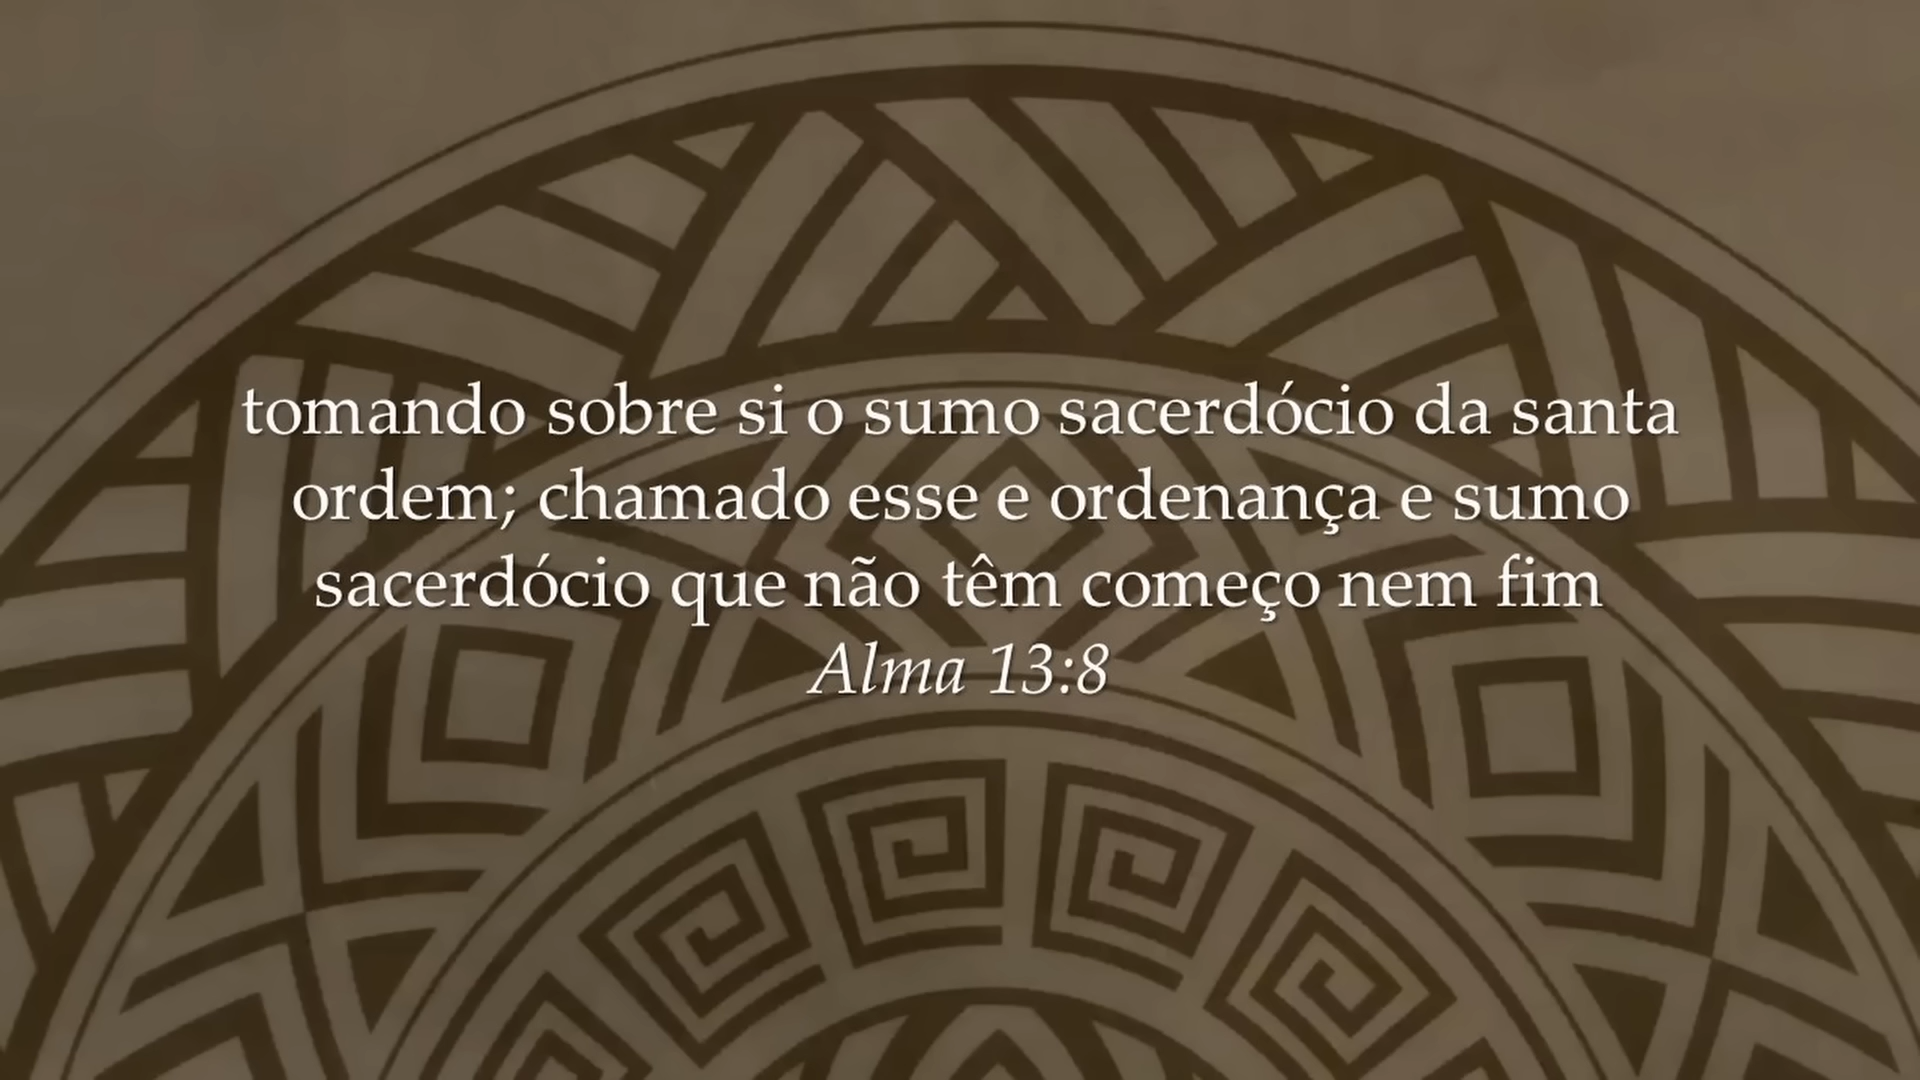 tomando sobre si o sumo sacerdócio da santa
ordem; chamado esse e ordenança e sumo
sacerdócio que não têm começo nem fim
Alma 13:8